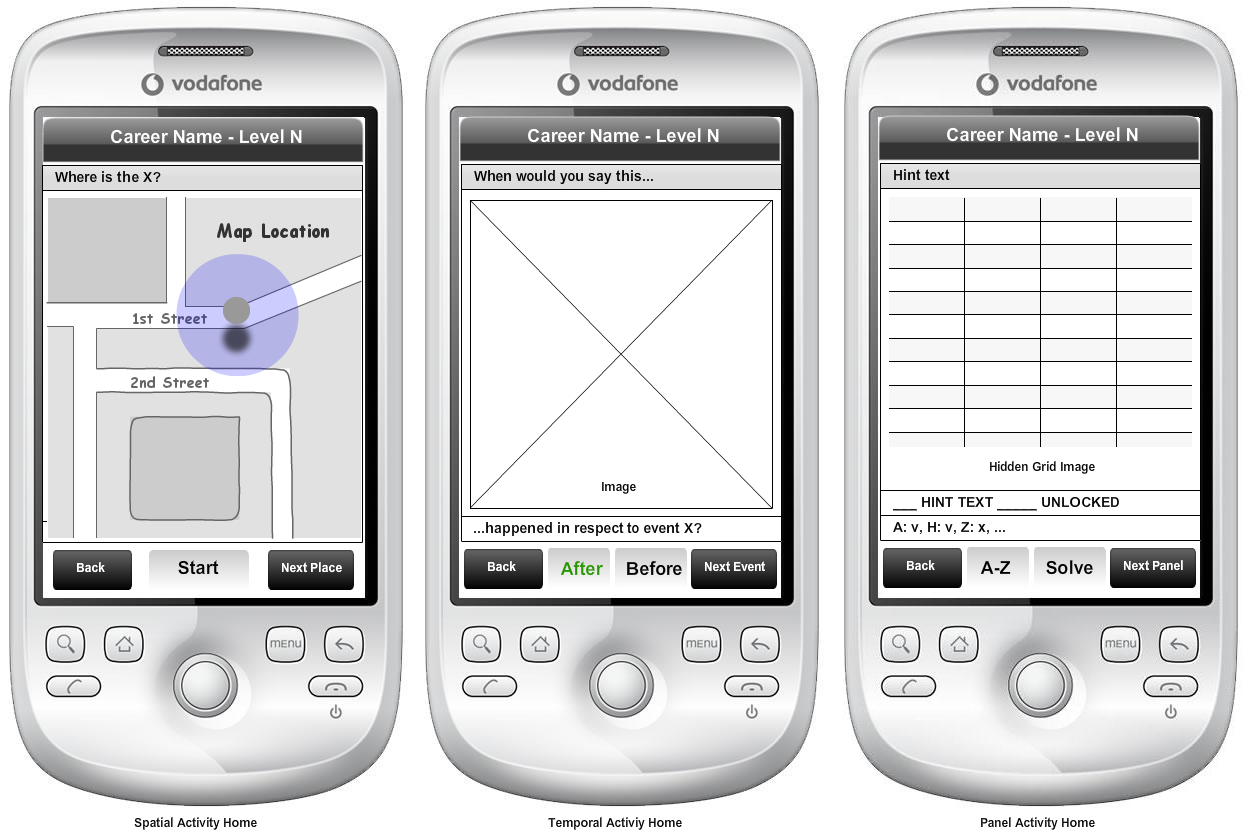 vodafone
Career Name - Level N
Where is the X?
Map Location
1st Street
2nd Street
Back
Start
Next Place
MENU
Spatial Activity Home
vodafone
Career Name - Level N
When would you say this...
Image
...happened in respect to event X?
Back
After
Before
Next Event
MENU
Temporal Activiy Home
vodafone
Career Name - Level N
Hint text
Hidden Grid Image
___ HINT TEXT _____ UNLOCKED
A: v, H: v, Z: x, ...
Back
A-Z
Solve
Next Panel
MENU
Panel Activity Home